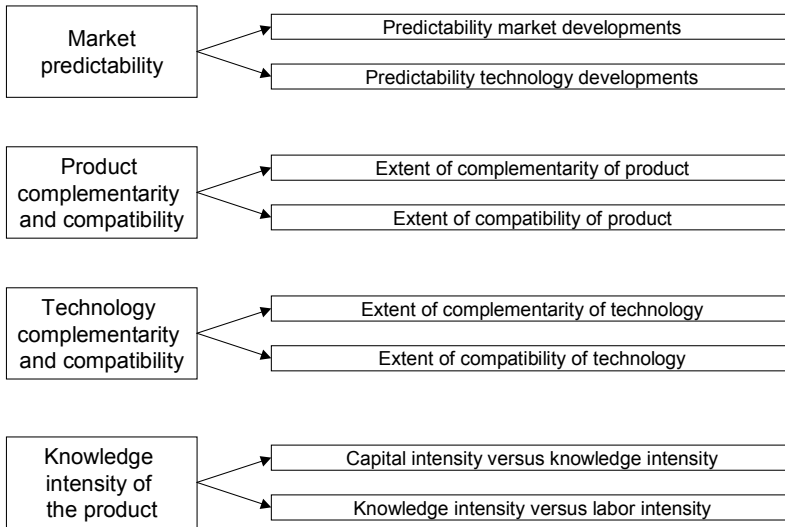 Market
predictability
Predictability market developments
Predictability technology developments
Product
complementarity
and compatibility
Extent of complementarity of product
Extent of compatibility of product
Technology
complementarity
and compatibility
Extent of complementarity of technology
Extent of compatibility of technology
Knowledge
intensity of
the product
Capital intensity versus knowledge intensity
Knowledge intensity versus labor intensity